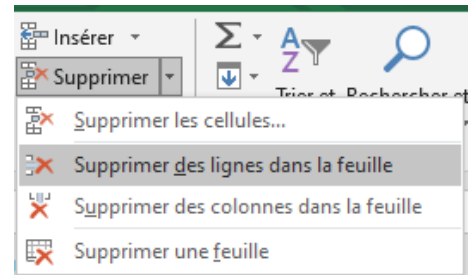 Insérer
Supprimer
Trier et Rechercher et
Supprimer les cellules...
Supprimer des lignes dans la feuille
Supprimer des colonnes dans la feuille
Supprimer une feuille